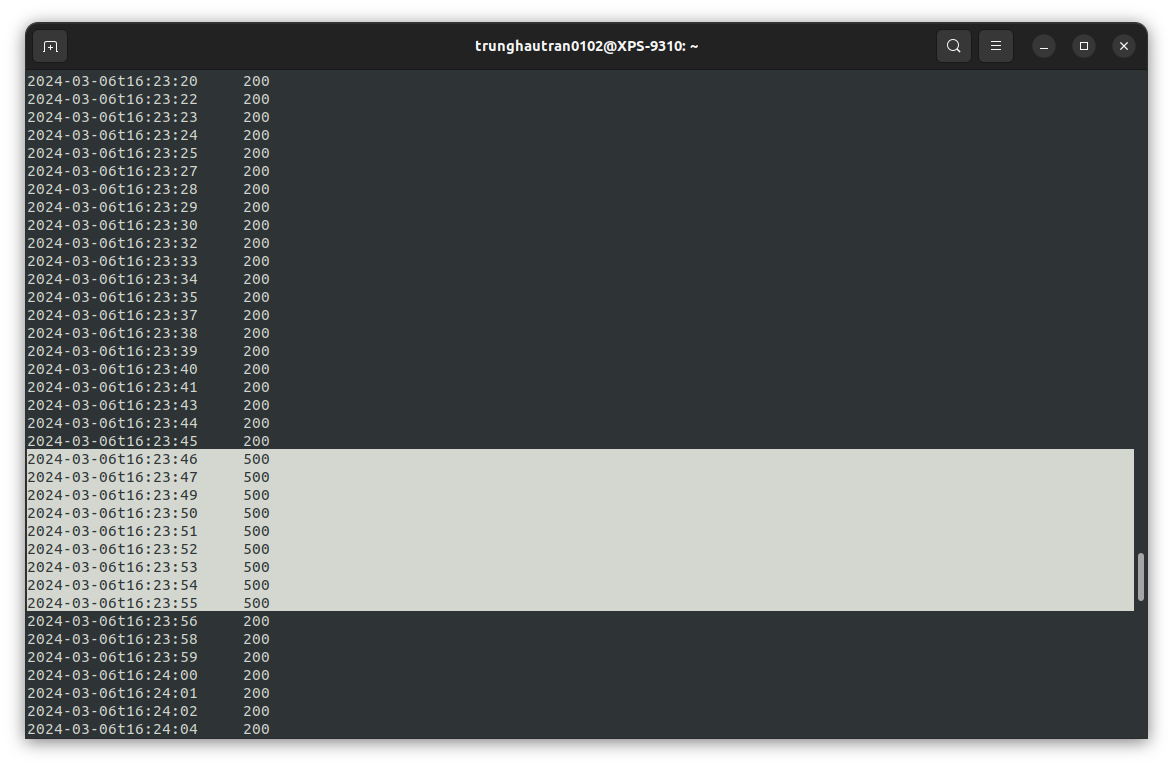 trunghautran0102@XPS-9310: ~
2024-03-06t16:23:20 200
2024-03-06t16:23:22 200
2024-03-06t16:23:23 200
2024-03-06t16:23:24 200
2024-03-06t16:23:25 200
2024-03-06t16:23:27 200
2024-03-06t16:23:28 200
2024-03-06t16:23:29 200
2024-03-06t16:23:30 200
2024-03-06t16:23:32 200
2024-03-06t16:23:33 200
2024-03-06t16:23:34 200
2024-03-06t16:23:35 200
2024-03-06t16:23:37 200
2024-03-06t16:23:38 200
2024-03-06t16:23:39 200
2024-03-06t16:23:40 200
2024-03-06t16:23:41 200
2024-03-06t16:23:43 200
2024-03-06t16:23:44 200
2024-03-06t16:23:45 200
2024-03-06t16:23:46 500
2024-03-06t16:23:47 500
2024-03-06t16:23:49 500
2024-03-06t16:23:50 500
2024-03-06t16:23:51 500
2024-03-06t16:23:52 500
2024-03-06t16:23:53 500
2024-03-06t16:23:54 500
2024-03-06t16:23:55 500
2024-03-06t16:23:56 200
2024-03-06t16:23:58 200
2024-03-06t16:23:59 200
2024-03-06t16:24:00 200
2024-03-06t16:24:01 200
2024-03-06t16:24:02 200
2024-03-06t16:24:04 200